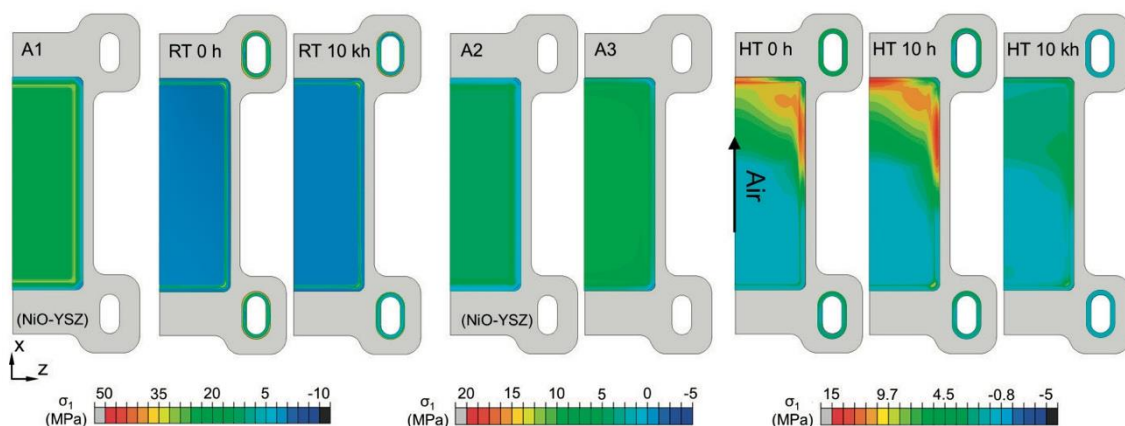 A1
RT 0 h
RT 10 kh
A2
A3
HT 0 h
HT 10 h
HT 10 kh
Air
(NiO-YSZ)
(NiO-YSZ)
x
z
σ1
(MPa)
50 35 20 5 -10
σ1
(MPa)
20 15 10 5 0 -5
σ1
(MPa)
15 9.7 4.5 -0.8 -5